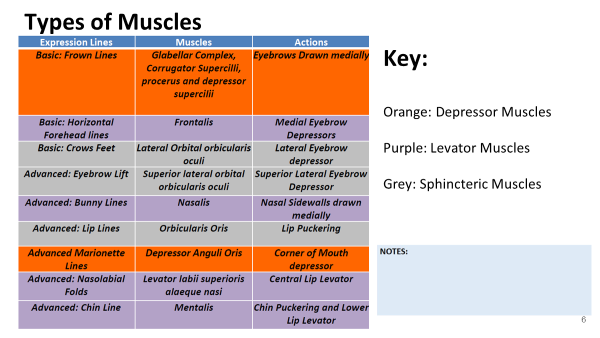 Types of Muscles
Expression Lines Muscles Actions
Basic: Frown Lines Glabellar Complex, Eyebrows Drawn medially
Corrugator Supercilli,
procerus and depressor
supercilii
Basic: Horizontal Frontalis Medial Eyebrow
Forehead lines Depressors
Basic: Crows Feet Lateral Orbital orbicularis Lateral Eyebrow
oculi depressor
Advanced: Eyebrow Lift Superior lateral orbital Superior Lateral Eyebrow
orbicularis oculi Depressor
Advanced: Bunny Lines Nasalis Nasal Sidewalls drawn
medially
Advanced: Lip Lines Orbicularis Oris Lip Puckering
Advanced Marionette Depressor Anguli Oris Corner of Mouth
Lines depressor
Advanced: Nasolabial Levator labii superioris Central Lip Levator
Folds alaeque nasi
Advanced: Chin Line Mentalis Chin Puckering and Lower
Lip Levator
Key:
Orange: Depressor Muscles
Purple: Levator Muscles
Grey: Sphincteric Muscles
NOTES:
6